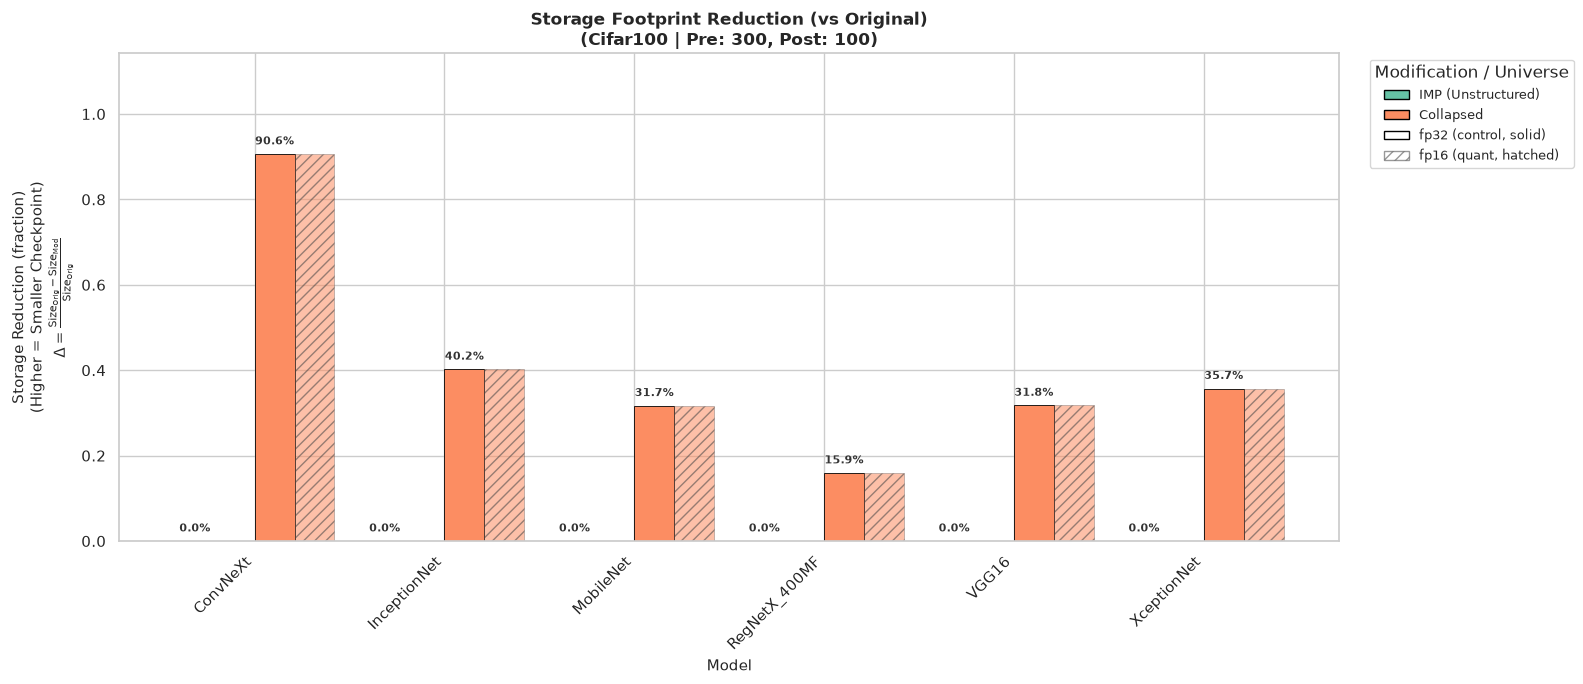 Storage Footprint Reduction (vs Original)
(Cifar100 | Pre: 300, Post: 100)
Storage Reduction (fraction)
(Higher = Smaller Checkpoint)
Δ = (Size_Orig − Size_Mod) / Size_Orig
1.0
0.8
0.6
0.4
0.2
0.0
0.0%
90.6%
0.0%
40.2%
0.0%
31.7%
0.0%
15.9%
0.0%
31.8%
0.0%
35.7%
ConvNeXt
InceptionNet
MobileNet
RegNetX_400MF
VGG16
XceptionNet
Model
Modification / Universe
IMP (Unstructured)
Collapsed
fp32 (control, solid)
fp16 (quant, hatched)